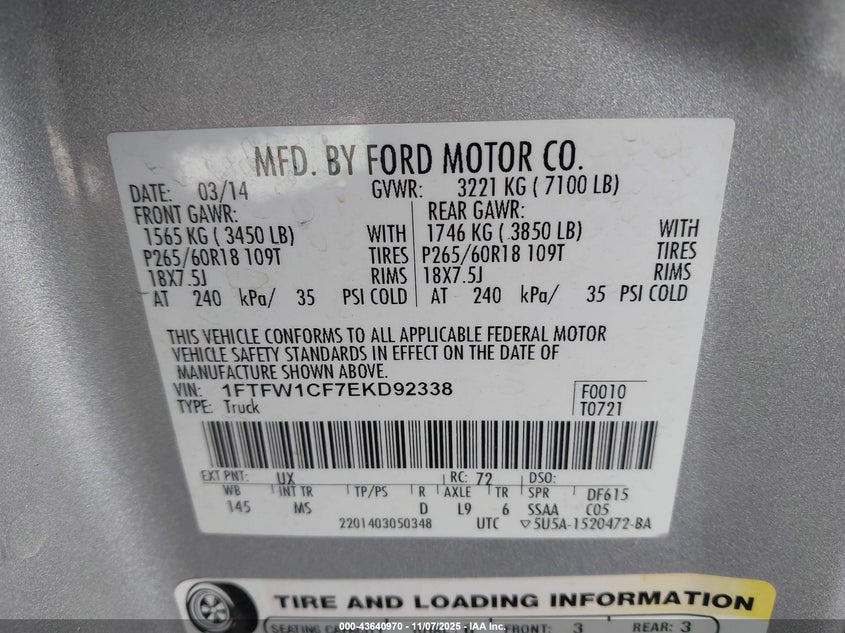 MFD. BY FORD MOTOR CO.
DATE: 03/14 GVWR: 3221 KG ( 7100 LB)
FRONT GAWR: REAR GAWR:
1565 KG ( 3450 LB) WITH 1746 KG ( 3850 LB) WITH
P265/60R18 109T TIRES P265/60R18 109T TIRES
18X7.5J RIMS 18X7.5J RIMS
AT 240 kPa/ 35 PSI COLD AT 240 kPa/ 35 PSI COLD
THIS VEHICLE CONFORMS TO ALL APPLICABLE FEDERAL MOTOR
VEHICLE SAFETY STANDARDS IN EFFECT ON THE DATE OF
MANUFACTURE SHOWN ABOVE.
VIN: 1FTFW1CF7EKD92338 F0010
TYPE: Truck T0721
EXT PNT: UX RC: 72 DSO:
WB INT TR TP/PS R AXLE TR SPR DF615
145 MS D L9 6 SSAA C05
2201403050348 UTC ▽5U5A-1520472-BA
TIRE AND LOADING INFORMATION
SEATING FRONT: 3 REAR: 3
000-43640970 — 11/07/2025 — IAA Inc.